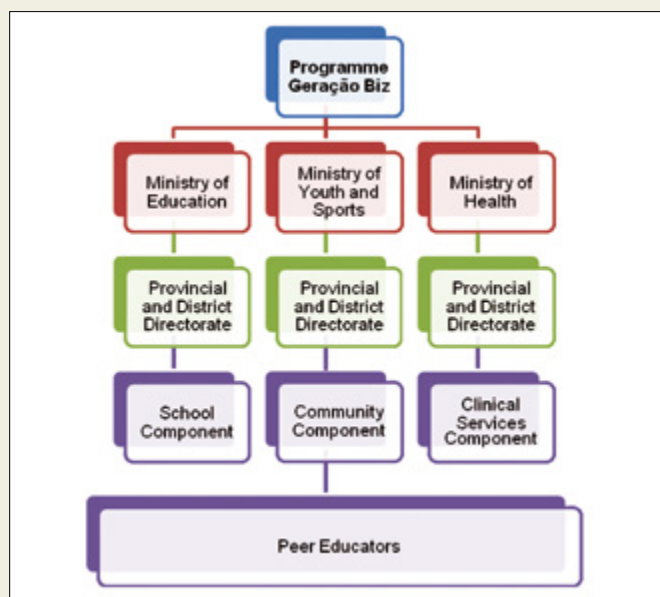 Programme
Geração Biz
Ministry of
Education
Ministry of
Youth and
Sports
Ministry of
Health
Provincial
and District
Directorate
Provincial
and District
Directorate
Provincial
and District
Directorate
School
Component
Community
Component
Clinical
Services
Component
Peer Educators